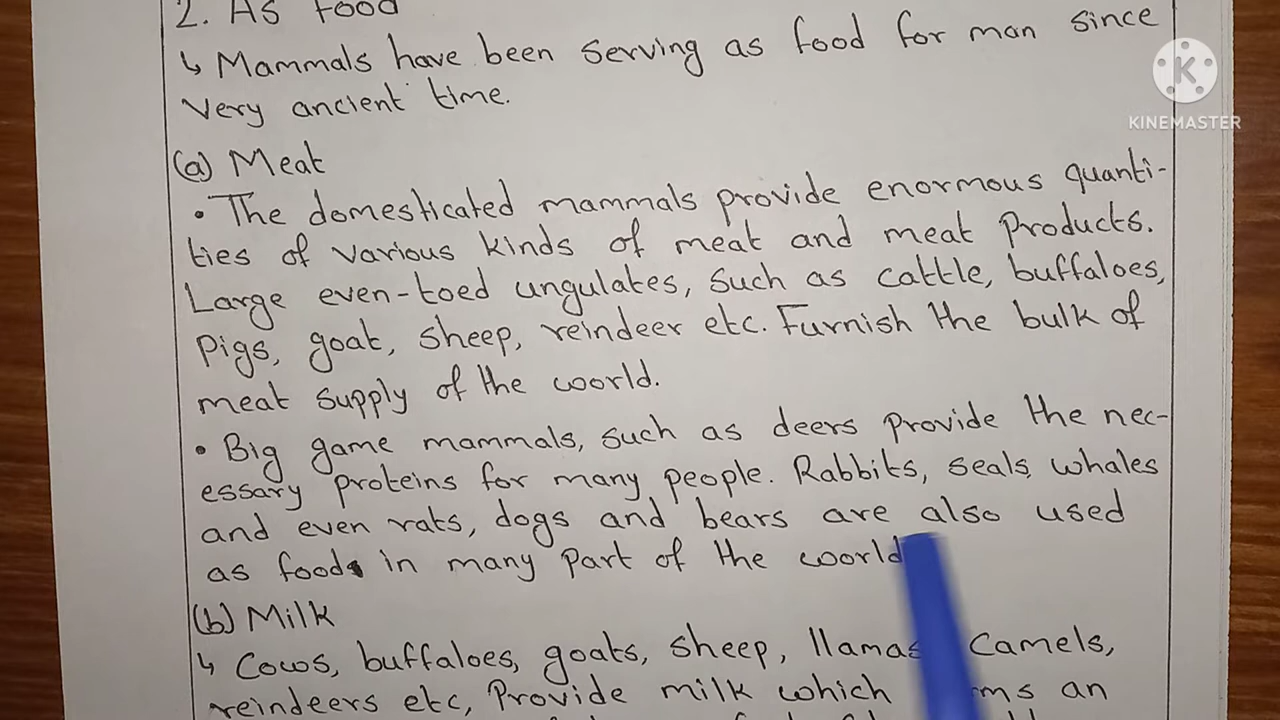 2. As Food
↳ Mammals have been serving as food for man since
very ancient time.
(a) Meat
• The domesticated mammals provide enormous quanti-
ties of various kinds of meat and meat products.
Large even-toed ungulates, such as cattle, buffaloes,
Pigs, goat, sheep, reindeer etc. Furnish the bulk of
meat supply of the world.
• Big game mammals, such as deers provide the nec-
essary proteins for many people. Rabbits, seals, whales
and even rats, dogs and bears are also used
as food in many part of the world
(b) Milk
↳ Cows, buffaloes, goats, sheep, llamas Camels,
reindeers etc, Provide milk which an
KINEMASTER